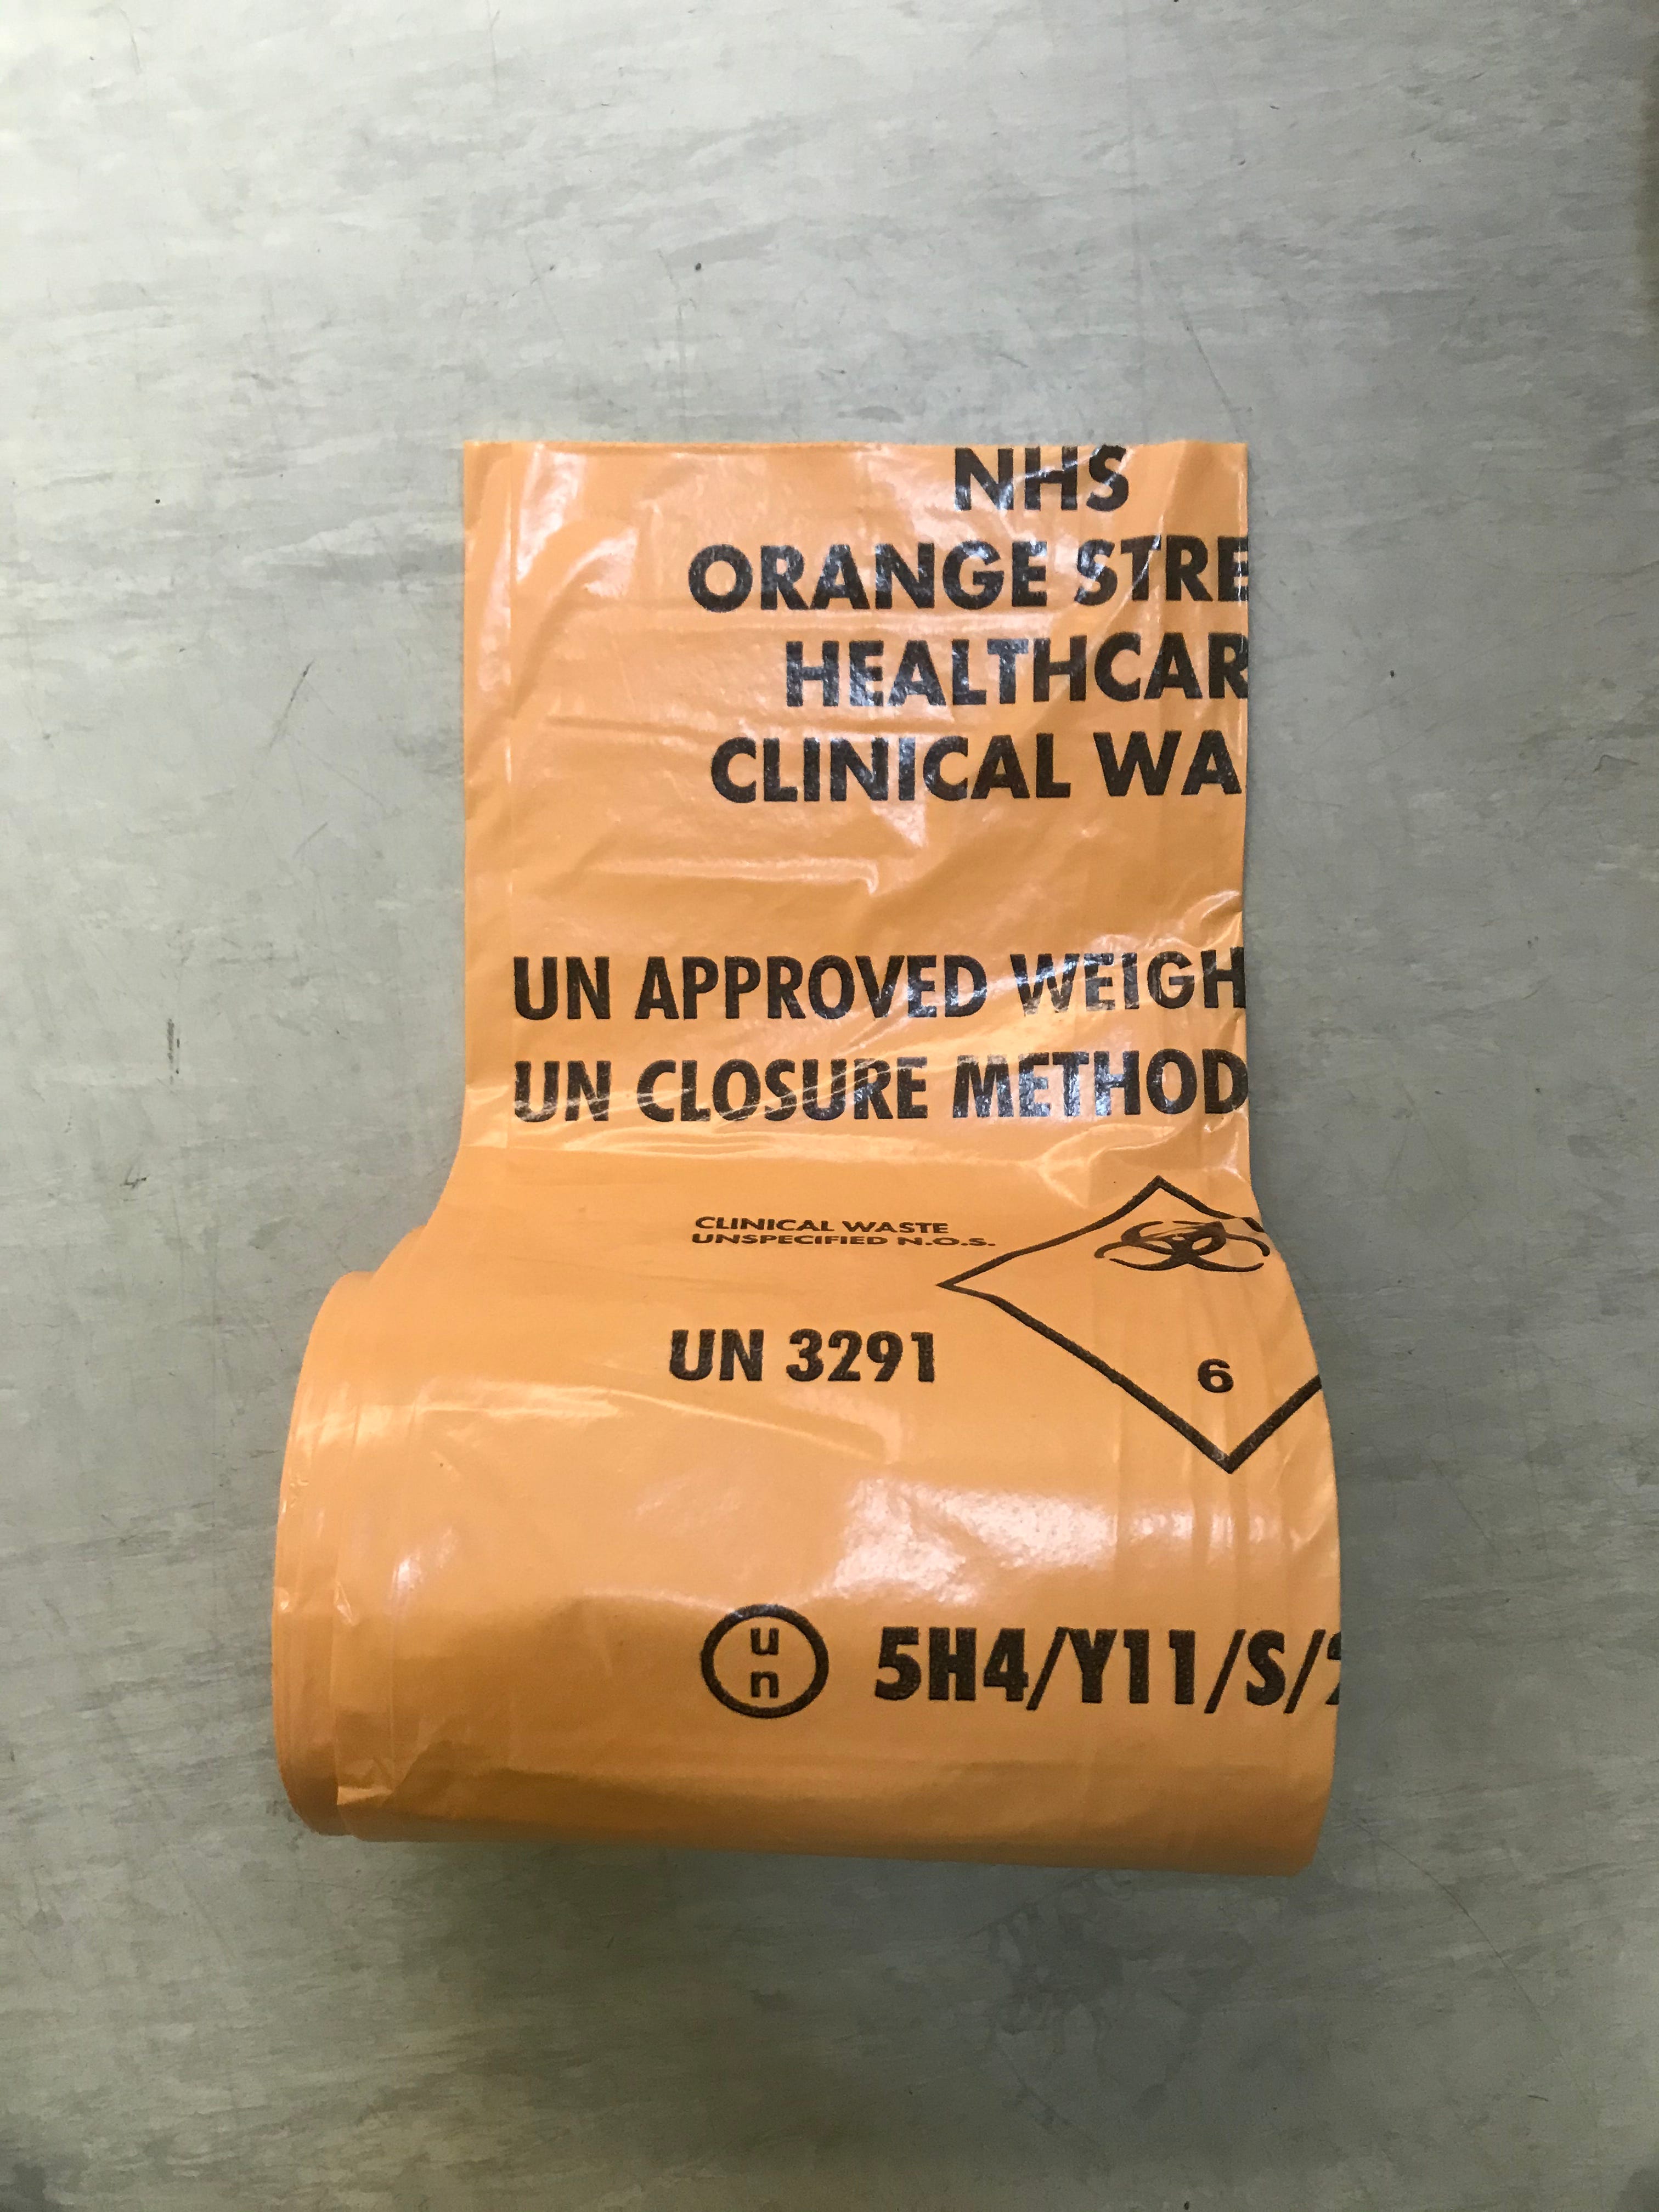 NHS
ORANGE STRE
HEALTHCAR
CLINICAL WA
UN APPROVED WEIGH
UN CLOSURE METHOD
CLINICAL WASTE
UNSPECIFIED N.O.S.
UN 3291
6
un 5H4/Y11/S/